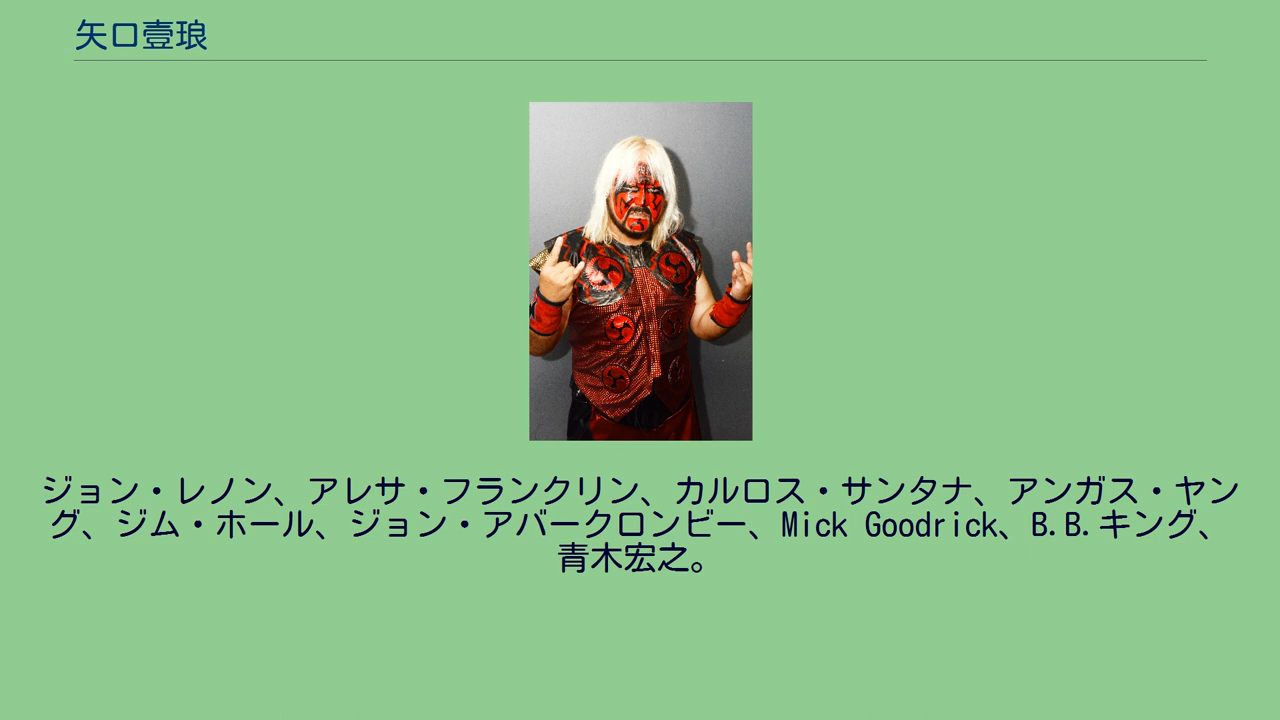 矢口壹琅
ジョン・レノン、アレサ・フランクリン、カルロス・サンタナ、アンガス・ヤン
グ、ジム・ホール、ジョン・アバークロンビー、Mick Goodrick、B.B.キング、
青木宏之。